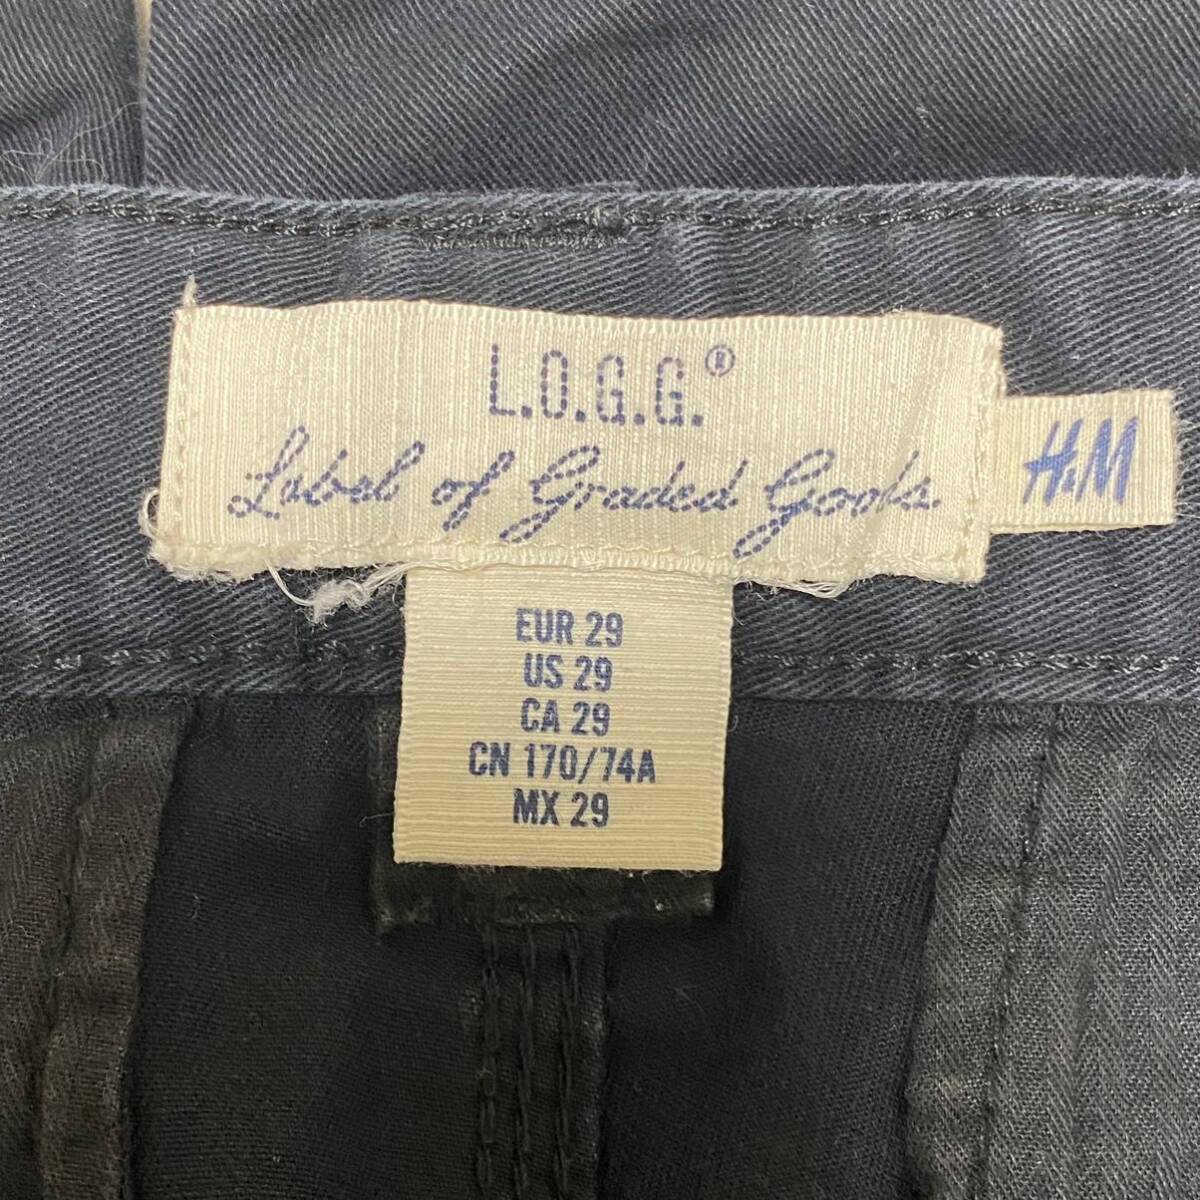 L.O.G.G.®
Label of Graded Goods
H&M
EUR 29
US 29
CA 29
CN 170/74A
MX 29